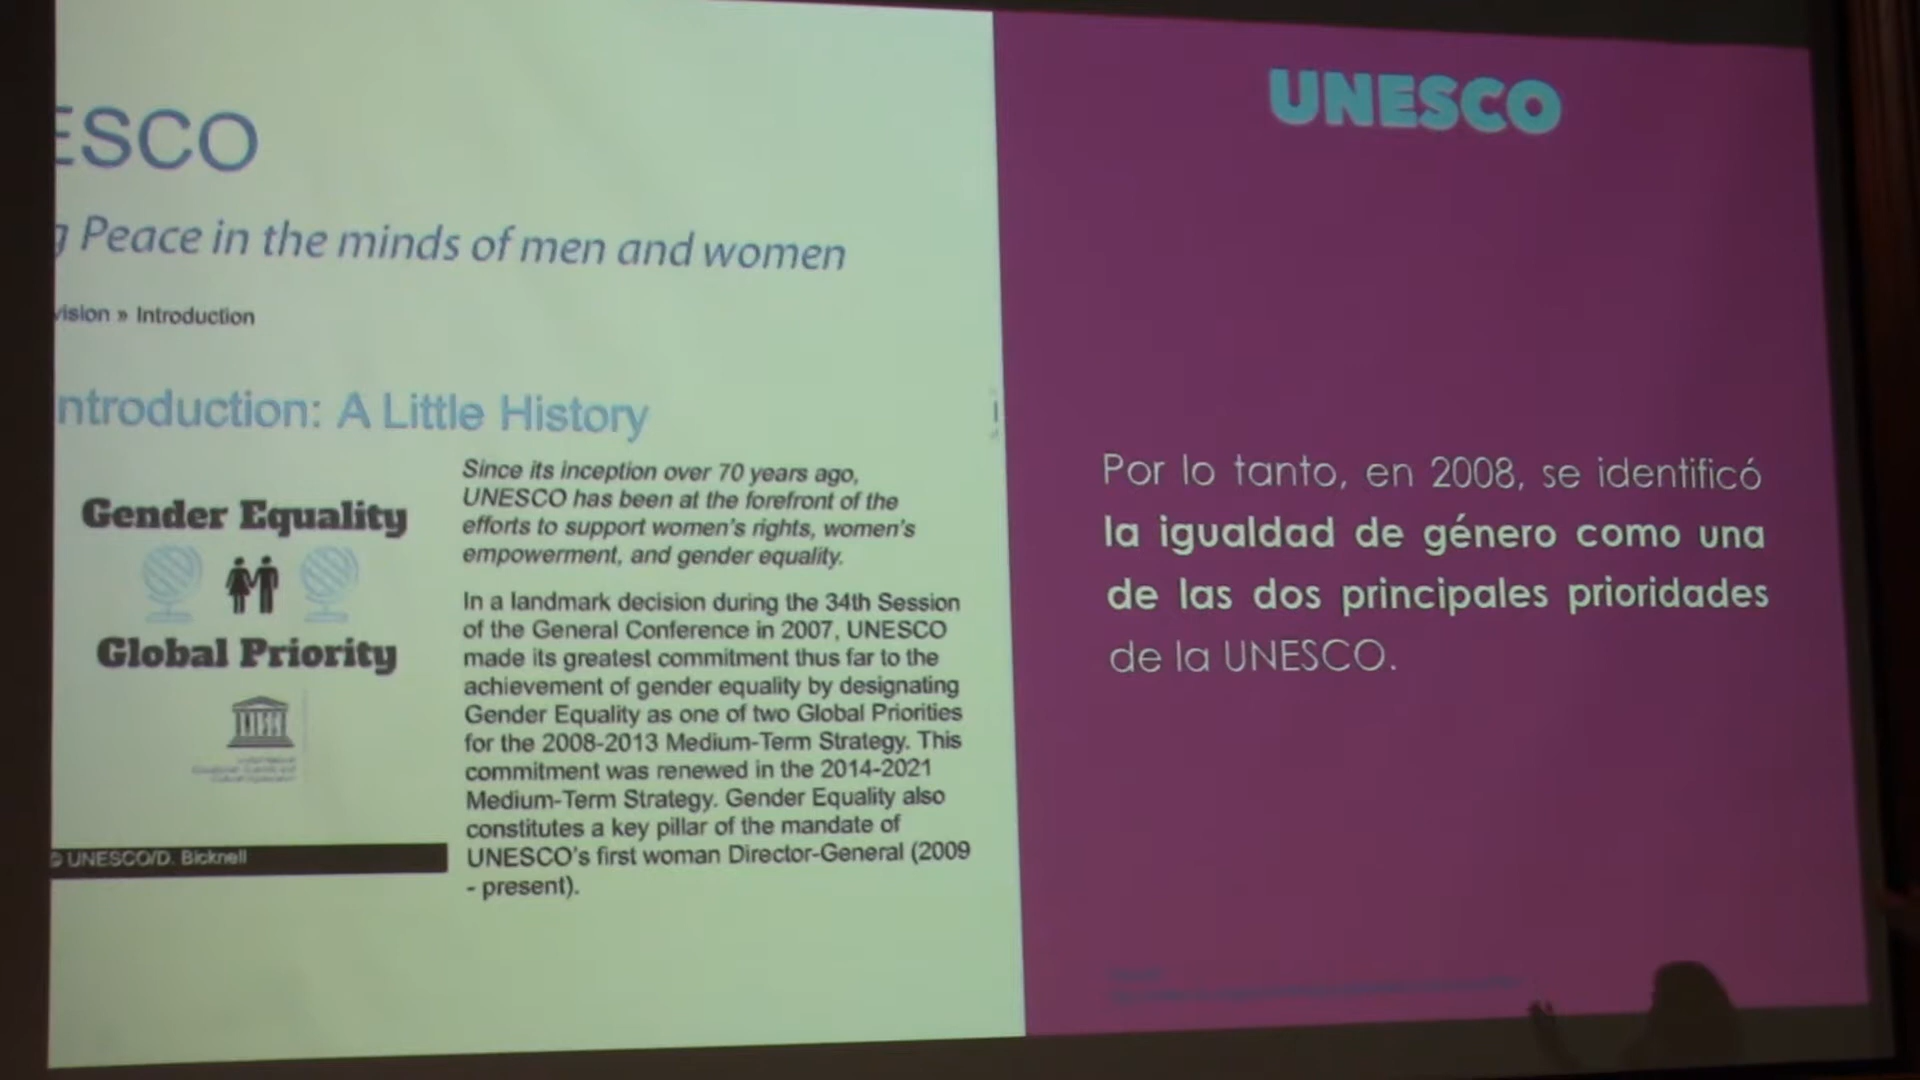 ESCO
g Peace in the minds of men and women
vision » Introduction
ntroduction: A Little History
Gender Equality
Global Priority
© UNESCO/D. Bicknell
Since its inception over 70 years ago,
UNESCO has been at the forefront of the
efforts to support women's rights, women's
empowerment, and gender equality.
In a landmark decision during the 34th Session
of the General Conference in 2007, UNESCO
made its greatest commitment thus far to the
achievement of gender equality by designating
Gender Equality as one of two Global Priorities
for the 2008-2013 Medium-Term Strategy. This
commitment was renewed in the 2014-2021
Medium-Term Strategy. Gender Equality also
constitutes a key pillar of the mandate of
UNESCO's first woman Director-General (2009
- present).
UNESCO
Por lo tanto, en 2008, se identificó
la igualdad de género como una
de las dos principales prioridades
de la UNESCO.